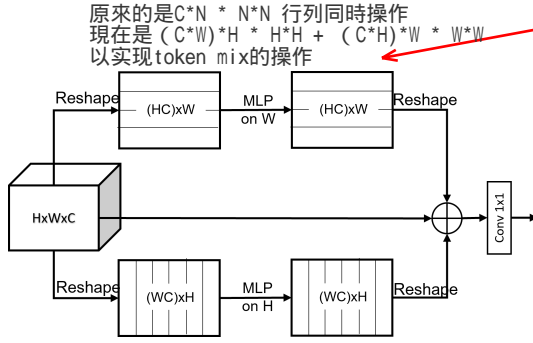 原來的是C*N * N*N 行列同時操作
現在是（C*W)*H * H*H + （C*H)*W * W*W
以实现token mix的操作
Reshape
(HC)xW
MLP
on W
(HC)xW
Reshape
HxWxC
Conv 1x1
Reshape
(WC)xH
MLP
on H
(WC)xH
Reshape